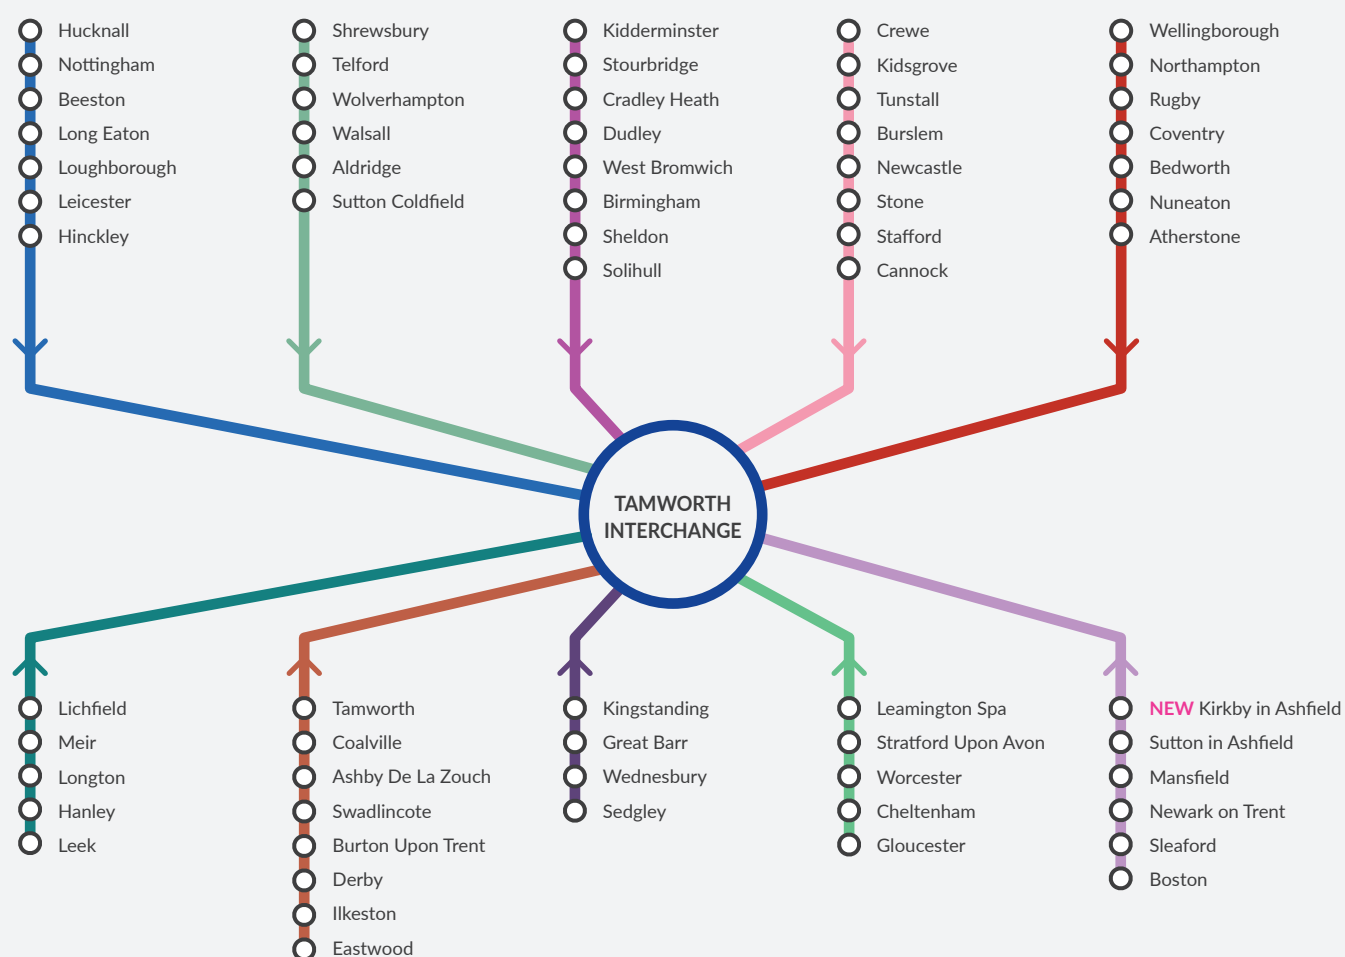 Hucknall
Nottingham
Beeston
Long Eaton
Loughborough
Leicester
Hinckley
Shrewsbury
Telford
Wolverhampton
Walsall
Aldridge
Sutton Coldfield
Kidderminster
Stourbridge
Cradley Heath
Dudley
West Bromwich
Birmingham
Sheldon
Solihull
Crewe
Kidsgrove
Tunstall
Burslem
Newcastle
Stone
Stafford
Cannock
Wellingborough
Northampton
Rugby
Coventry
Bedworth
Nuneaton
Atherstone
TAMWORTH
INTERCHANGE
Lichfield
Meir
Longton
Hanley
Leek
Tamworth
Coalville
Ashby De La Zouch
Swadlincote
Burton Upon Trent
Derby
Ilkeston
Eastwood
Kingstanding
Great Barr
Wednesbury
Sedgley
Leamington Spa
Stratford Upon Avon
Worcester
Cheltenham
Gloucester
NEW Kirkby in Ashfield
Sutton in Ashfield
Mansfield
Newark on Trent
Sleaford
Boston